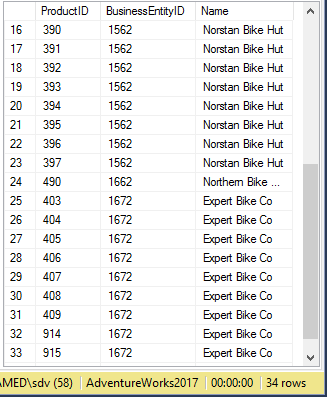 ProductID BusinessEntityID Name
16 390 1562 Norstan Bike Hut
17 391 1562 Norstan Bike Hut
18 392 1562 Norstan Bike Hut
19 393 1562 Norstan Bike Hut
20 394 1562 Norstan Bike Hut
21 395 1562 Norstan Bike Hut
22 396 1562 Norstan Bike Hut
23 397 1562 Norstan Bike Hut
24 490 1662 Northern Bike ...
25 403 1672 Expert Bike Co
26 404 1672 Expert Bike Co
27 405 1672 Expert Bike Co
28 406 1672 Expert Bike Co
29 407 1672 Expert Bike Co
30 408 1672 Expert Bike Co
31 409 1672 Expert Bike Co
32 914 1672 Expert Bike Co
33 915 1672 Expert Bike Co
AMED\sdv (58) AdventureWorks2017 00:00:00 34 rows